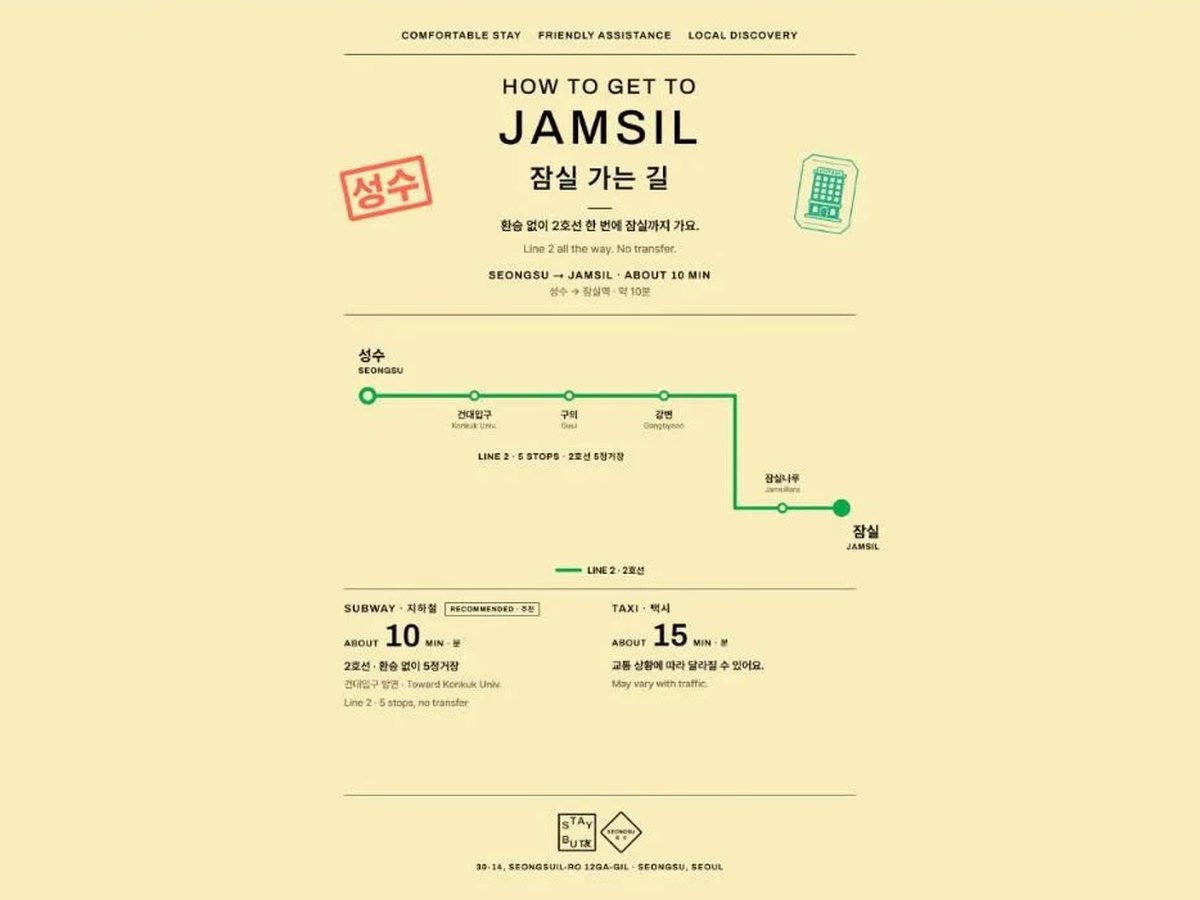 COMFORTABLE STAY FRIENDLY ASSISTANCE LOCAL DISCOVERY
HOW TO GET TO
JAMSIL
잠실 가는 길
성수
환승 없이 2호선 한 번에 잠실까지 가요.
Line 2 all the way. No transfer.
SEONGSU → JAMSIL · ABOUT 10 MIN
성수 → 잠실역 · 약 10분
성수
SEONGSU
건대입구
Konkuk Univ.
구의
Guui
강변
Gangbyeon
LINE 2 · 5 STOPS · 2호선 5정거장
잠실나루
Jamsillaru
잠실
JAMSIL
LINE 2 · 2호선
SUBWAY · 지하철 RECOMMENDED · 추천
ABOUT 10 MIN · 분
2호선 · 환승 없이 5정거장
건대입구 방면 · Toward Konkuk Univ.
Line 2 · 5 stops, no transfer
TAXI · 택시
ABOUT 15 MIN · 분
교통 상황에 따라 달라질 수 있어요.
May vary with traffic.
STAY
SEONGSU
성수
30-14, SEONGSUIL-RO 12GA-GIL · SEONGSU, SEOUL